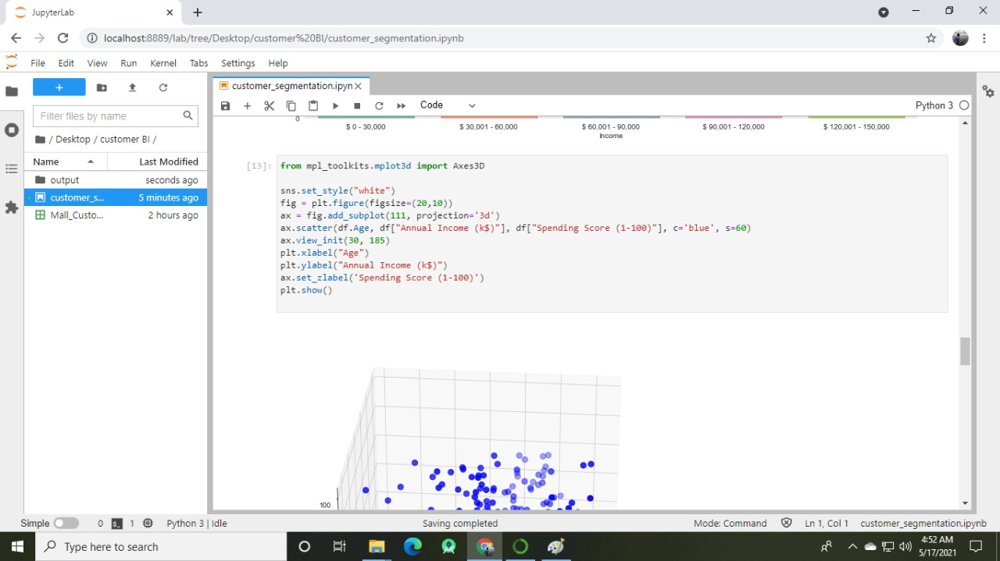 JupyterLab
localhost:8889/lab/tree/Desktop/customer%20BI/customer_segmentation.ipynb
File Edit View Run Kernel Tabs Settings Help
customer_segmentation.ipyn
Code
Python 3
Filter files by name
/ Desktop / customer BI /
Name Last Modified
output seconds ago
customer_s... 5 minutes ago
Mall_Custo... 2 hours ago
0
$ 0 - 30,000 $ 30,001 - 60,000 $ 60,001 - 90,000 $ 90,001 - 120,000 $ 120,001 - 150,000
Income
[13]: from mpl_toolkits.mplot3d import Axes3D
sns.set_style("white")
fig = plt.figure(figsize=(20,10))
ax = fig.add_subplot(111, projection='3d')
ax.scatter(df.Age, df["Annual Income (k$)"], df["Spending Score (1-100)"], c='blue', s=60)
ax.view_init(30, 185)
plt.xlabel("Age")
plt.ylabel("Annual Income (k$)")
ax.set_zlabel('Spending Score (1-100)')
plt.show()
100
Simple 0 1 Python 3 | Idle Saving completed Mode: Command Ln 1, Col 1 customer_segmentation.ipynb
Type here to search
4:52 AM
5/17/2021